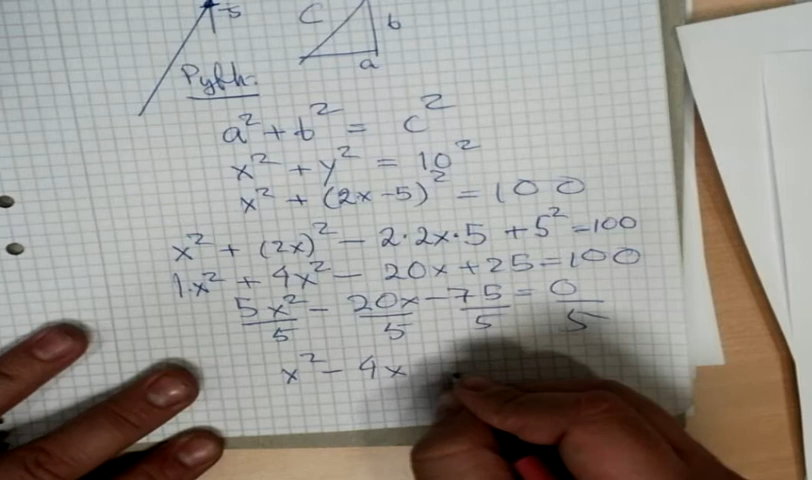 5
C
b
a
Pyth.
a² + b² = c²
x² + y² = 10²
x² + (2x - 5)² = 100
x² + (2x)² - 2·2x·5 + 5² = 100
1·x² + 4x² - 20x + 25 = 100
5x²/5 - 20x/5 - 75/5 = 0/5
x² - 4x